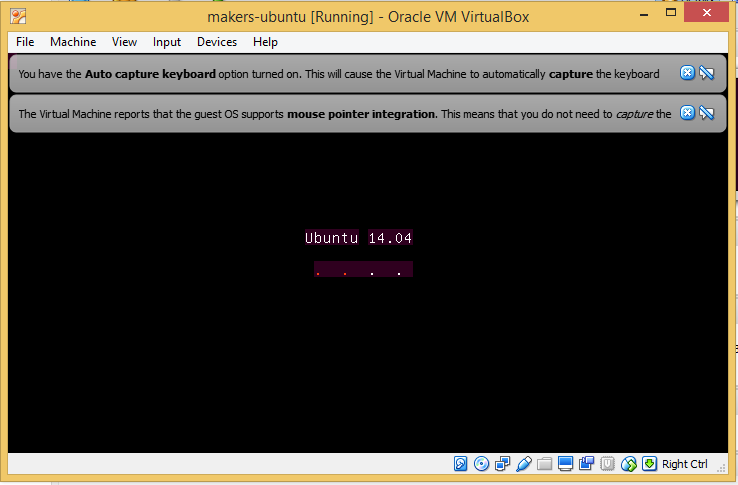 makers-ubuntu [Running] - Oracle VM VirtualBox
File Machine View Input Devices Help
You have the Auto capture keyboard option turned on. This will cause the Virtual Machine to automatically capture the keyboard
The Virtual Machine reports that the guest OS supports mouse pointer integration. This means that you do not need to capture the
Ubuntu 14.04
. . . .
Right Ctrl